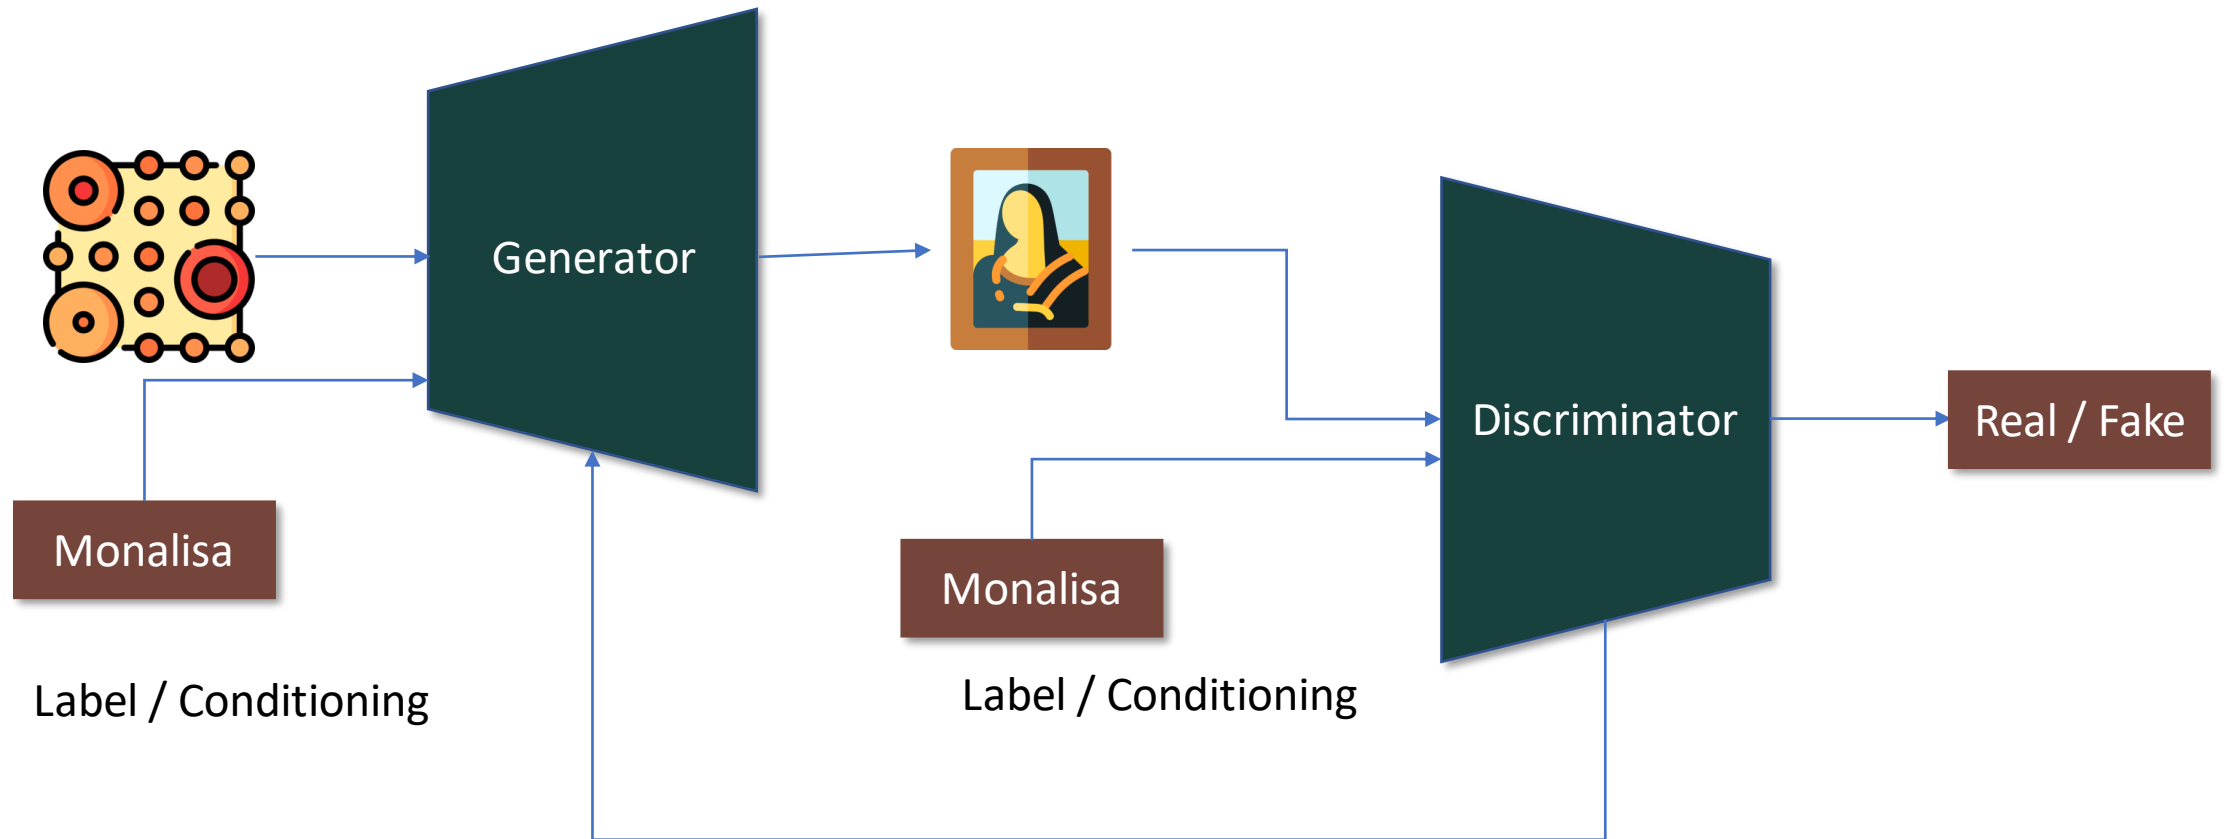 Generator
Monalisa
Label / Conditioning
Monalisa
Label / Conditioning
Discriminator
Real / Fake